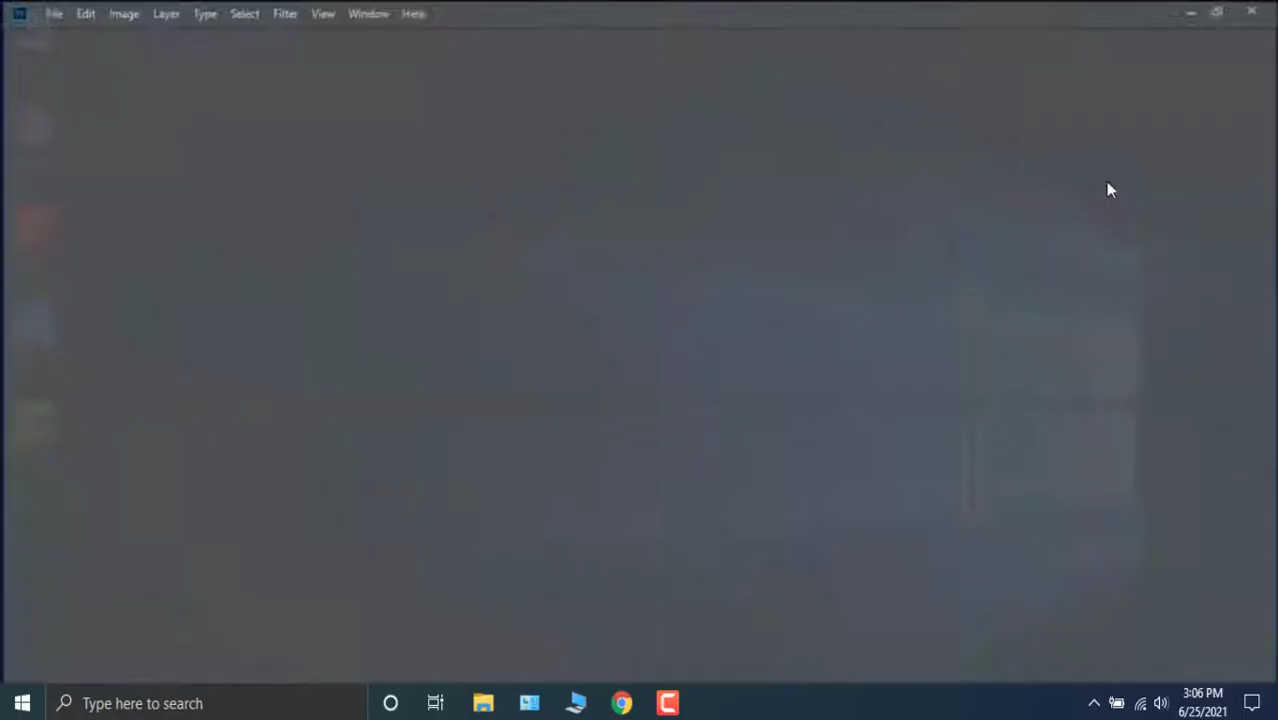 File Edit Image Layer Type Select Filter View Window Help
Type here to search
3:06 PM
6/25/2021